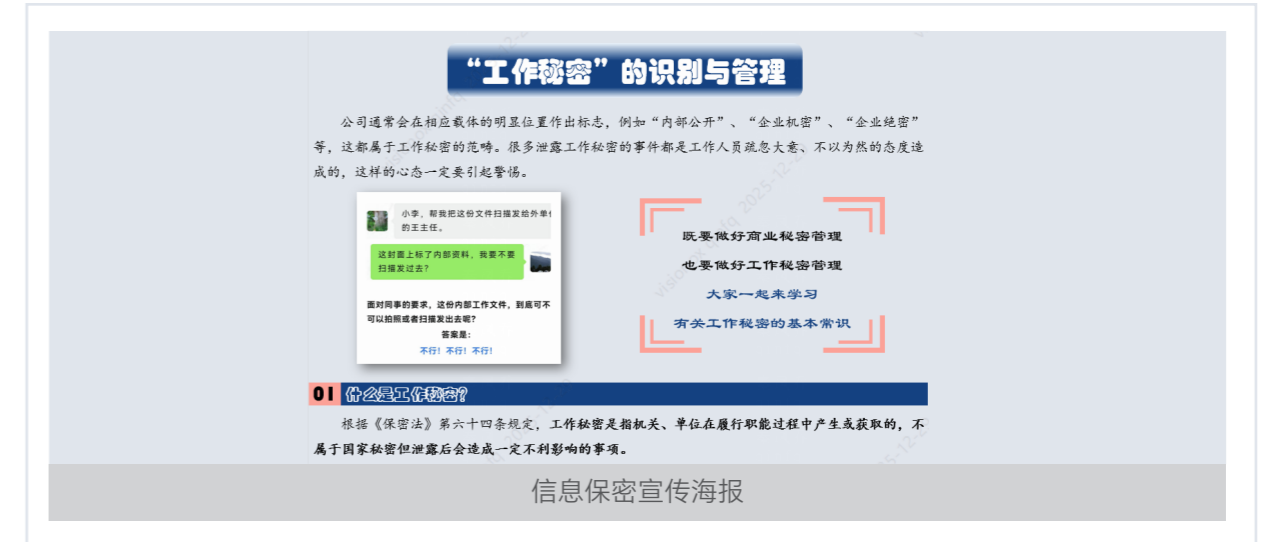 “工作秘密”的识别与管理
公司通常会在相应载体的明显位置作出标志，例如“内部公开”、“企业机密”、“企业绝密”
等，这都属于工作秘密的范畴。很多泄露工作秘密的事件都是工作人员疏忽大意、不以为然的态度造
成的，这样的心态一定要引起警惕。
小李，帮我把这份文件扫描发给外单位
的王主任。
这封面上标了内部资料，我要不要
扫描发过去？
面对同事的要求，这份内部工作文件，到底可不
可以拍照或者扫描发出去呢？
答案是：
不行！不行！不行！
既要做好商业秘密管理
也要做好工作秘密管理
大家一起来学习
有关工作秘密的基本常识
01 什么是工作秘密？
根据《保密法》第六十四条规定，工作秘密是指机关、单位在履行职能过程中产生或获取的，不
属于国家秘密但泄露后会造成一定不利影响的事项。
信息保密宣传海报